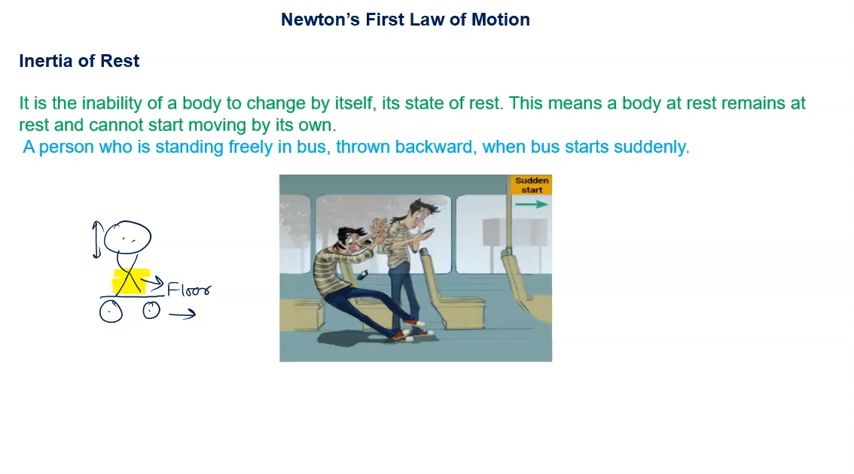 Newton's First Law of Motion
Inertia of Rest
It is the inability of a body to change by itself, its state of rest. This means a body at rest remains at
rest and cannot start moving by its own.
A person who is standing freely in bus, thrown backward, when bus starts suddenly.
Sudden
start
Floor